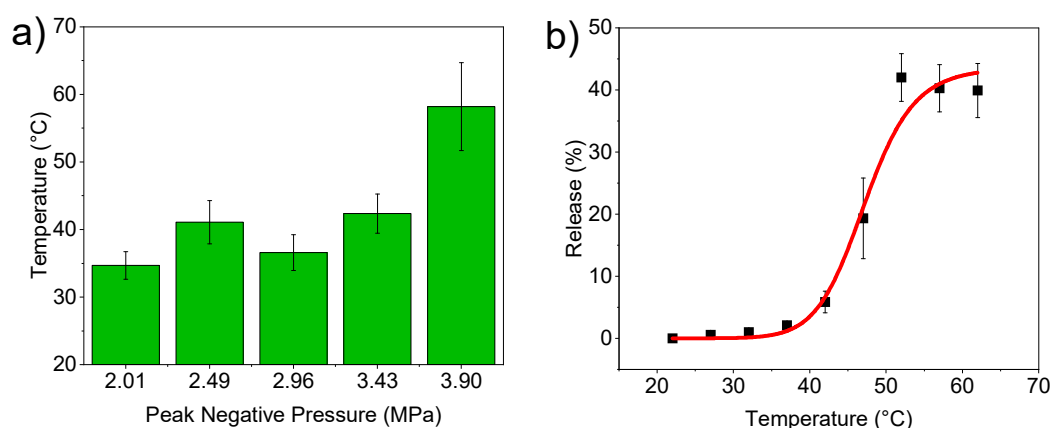 a)
Temperature (°C)
70
60
50
40
30
20
2.01 2.49 2.96 3.43 3.90
Peak Negative Pressure (MPa)
b)
Release (%)
50
40
30
20
10
0
20 30 40 50 60 70
Temperature (°C)